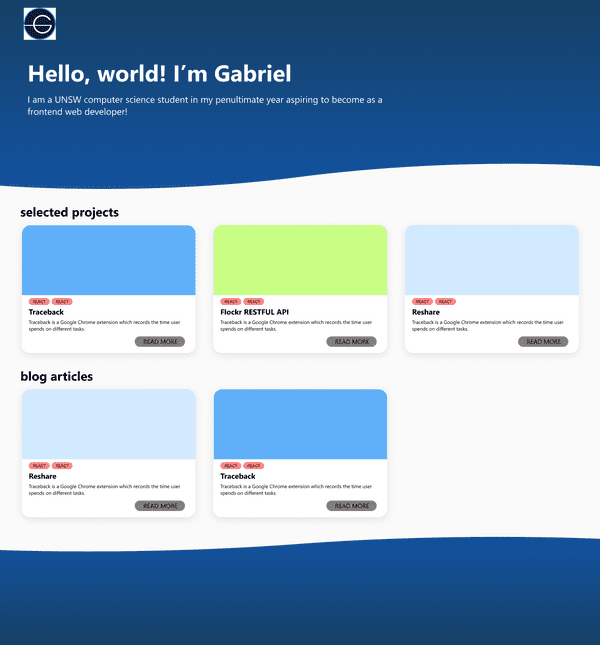 G
Hello, world! I’m Gabriel
I am a UNSW computer science student in my penultimate year aspiring to become as a
frontend web developer!
selected projects
REACT REACT
Traceback
Traceback is a Google Chrome extension which records the time user
spends on different tasks.
READ MORE
REACT REACT
Flockr RESTFUL API
Traceback is a Google Chrome extension which records the time user
spends on different tasks.
READ MORE
REACT REACT
Reshare
Traceback is a Google Chrome extension which records the time user
spends on different tasks.
READ MORE
blog articles
REACT REACT
Reshare
Traceback is a Google Chrome extension which records the time user
spends on different tasks.
READ MORE
REACT REACT
Traceback
Traceback is a Google Chrome extension which records the time user
spends on different tasks.
READ MORE